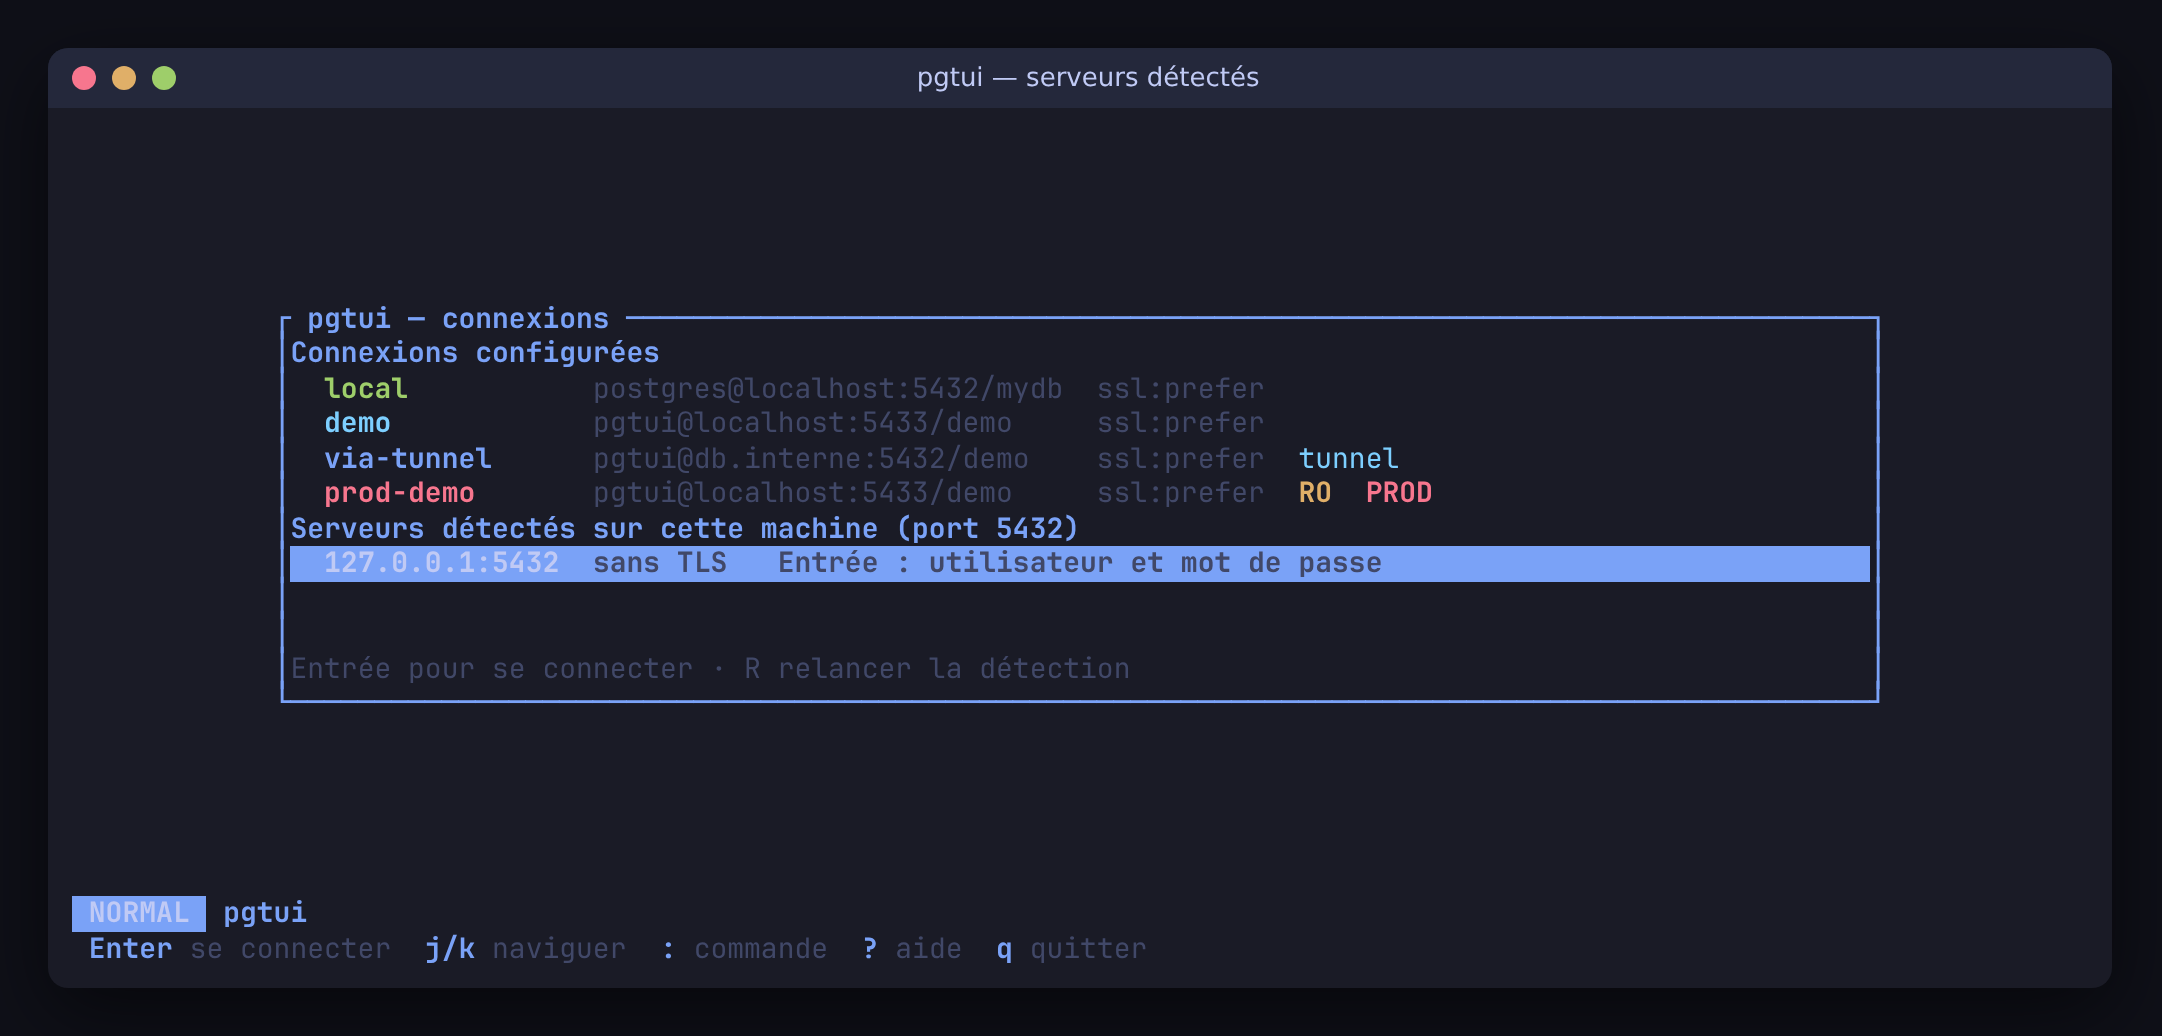 pgtui — serveurs détectés
pgtui — connexions
Connexions configurées
local postgres@localhost:5432/mydb ssl:prefer
demo pgtui@localhost:5433/demo ssl:prefer
via-tunnel pgtui@db.interne:5432/demo ssl:prefer tunnel
prod-demo pgtui@localhost:5433/demo ssl:prefer RO PROD
Serveurs détectés sur cette machine (port 5432)
127.0.0.1:5432 sans TLS Entrée : utilisateur et mot de passe
Entrée pour se connecter · R relancer la détection
NORMAL pgtui
Enter se connecter j/k naviguer : commande ? aide q quitter